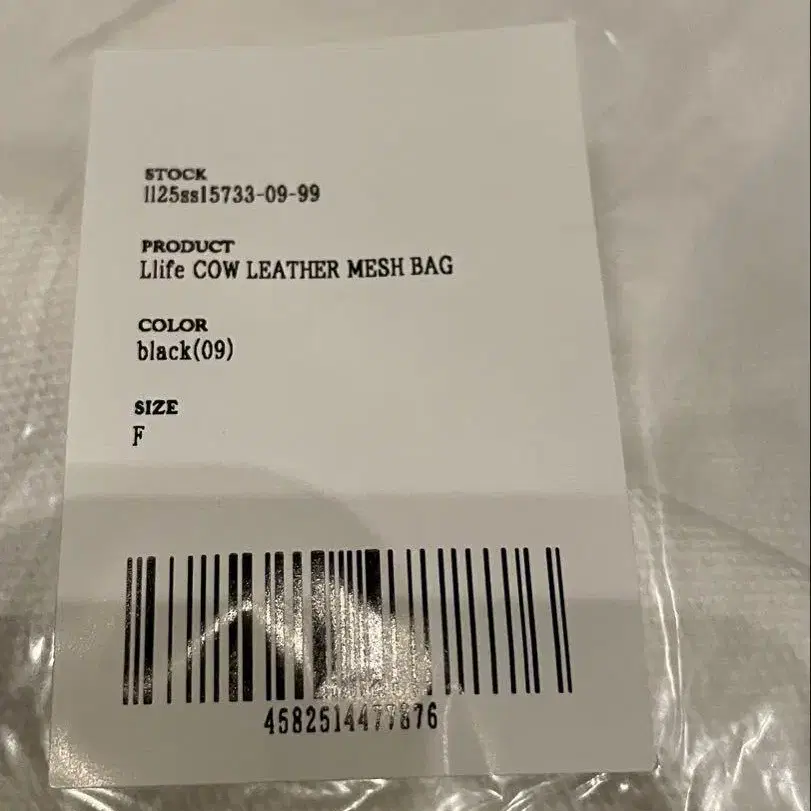 STOCK
ll25ss15733-09-99
PRODUCT
Llife COW LEATHER MESH BAG
COLOR
black(09)
SIZE
F
4582514477876